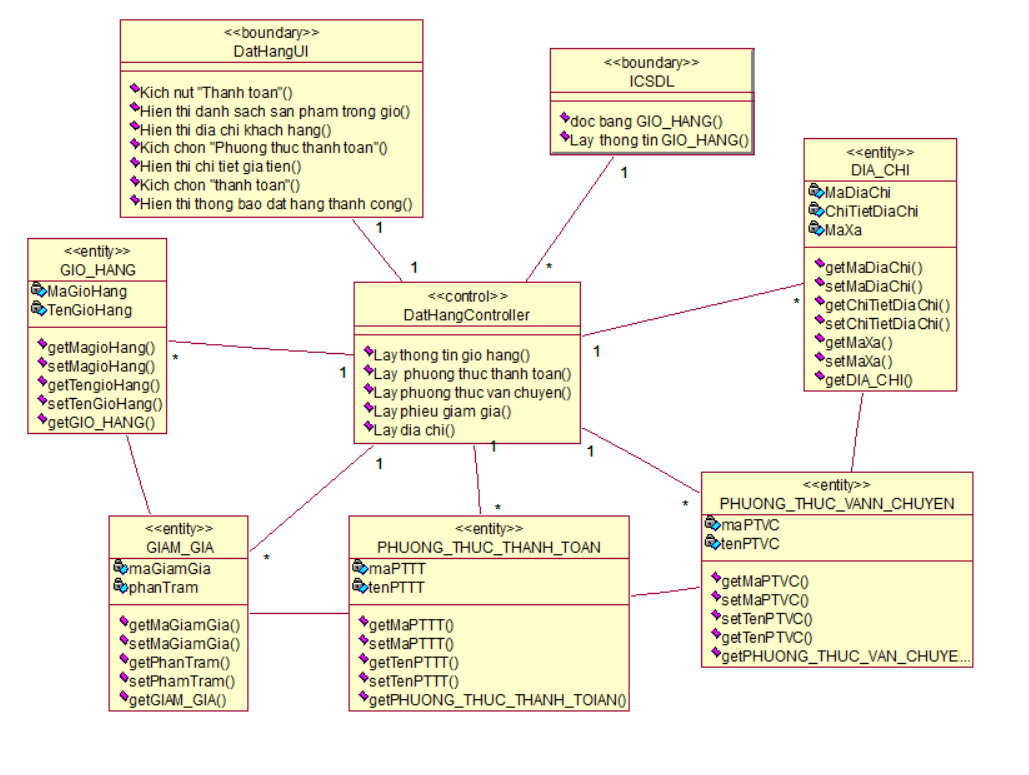 <<boundary>>
DatHangUI
Kich nut "Thanh toan"()
Hien thi danh sach san pham trong gio()
Hien thi dia chi khach hang()
Kich chon "Phuong thuc thanh toan"()
Hien thi chi tiet gia tien()
Kich chon "thanh toan"()
Hien thi thong bao dat hang thanh cong()
<<boundary>>
ICSDL
doc bang GIO_HANG()
Lay thong tin GIO_HANG()
<<entity>>
DIA_CHI
MaDiaChi
ChiTietDiaChi
MaXa
getMaDiaChi()
setMaDiaChi()
getChiTietDiaChi()
setChiTietDiaChi()
getMaXa()
setMaXa()
getDIA_CHI()
<<entity>>
GIO_HANG
MaGioHang
TenGioHang
getMagioHang()
setMagioHang()
getTengioHang()
setTenGioHang()
getGIO_HANG()
<<control>>
DatHangController
Lay thong tin gio hang()
Lay phuong thuc thanh toan()
Lay phuong thuc van chuyen()
Lay phieu giam gia()
Lay dia chi()
1
1
1
*
*
1
*
1
1
*
1
*
1
*
<<entity>>
GIAM_GIA
maGiamGia
phanTram
getMaGiamGia()
setMaGiamGia()
getPhanTram()
setPhamTram()
getGIAM_GIA()
<<entity>>
PHUONG_THUC_THANH_TOAN
maPTTT
tenPTTT
getMaPTTT()
setMaPTTT()
getTenPTTT()
setTenPTTT()
getPHUONG_THUC_THANH_TOIAN()
<<entity>>
PHUONG_THUC_VANN_CHUYEN
maPTVC
tenPTVC
getMaPTVC()
setMaPTVC()
setTenPTVC()
getTenPTVC()
getPHUONG_THUC_VAN_CHUYE...